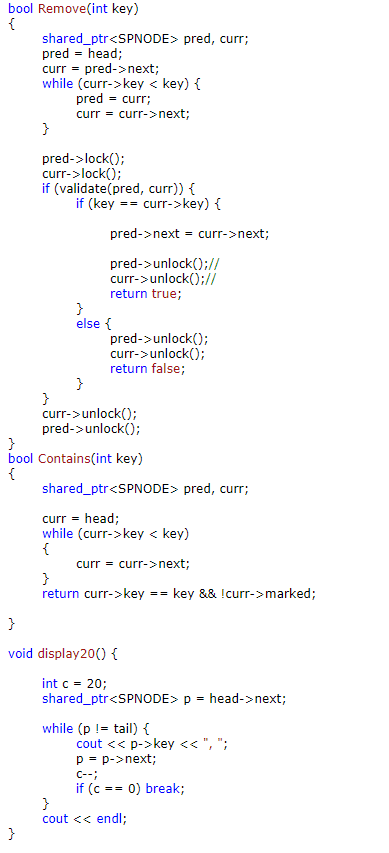 bool Remove(int key)
{
shared_ptr<SPNODE> pred, curr;
pred = head;
curr = pred->next;
while (curr->key < key) {
pred = curr;
curr = curr->next;
}
pred->lock();
curr->lock();
if (validate(pred, curr)) {
if (key == curr->key) {
pred->next = curr->next;
pred->unlock();//
curr->unlock();//
return true;
}
else {
pred->unlock();
curr->unlock();
return false;
}
}
curr->unlock();
pred->unlock();
}
bool Contains(int key)
{
shared_ptr<SPNODE> pred, curr;
curr = head;
while (curr->key < key)
{
curr = curr->next;
}
return curr->key == key && !curr->marked;
}
void display20() {
int c = 20;
shared_ptr<SPNODE> p = head->next;
while (p != tail) {
cout << p->key << ", ";
p = p->next;
c--;
if (c == 0) break;
}
cout << endl;
}